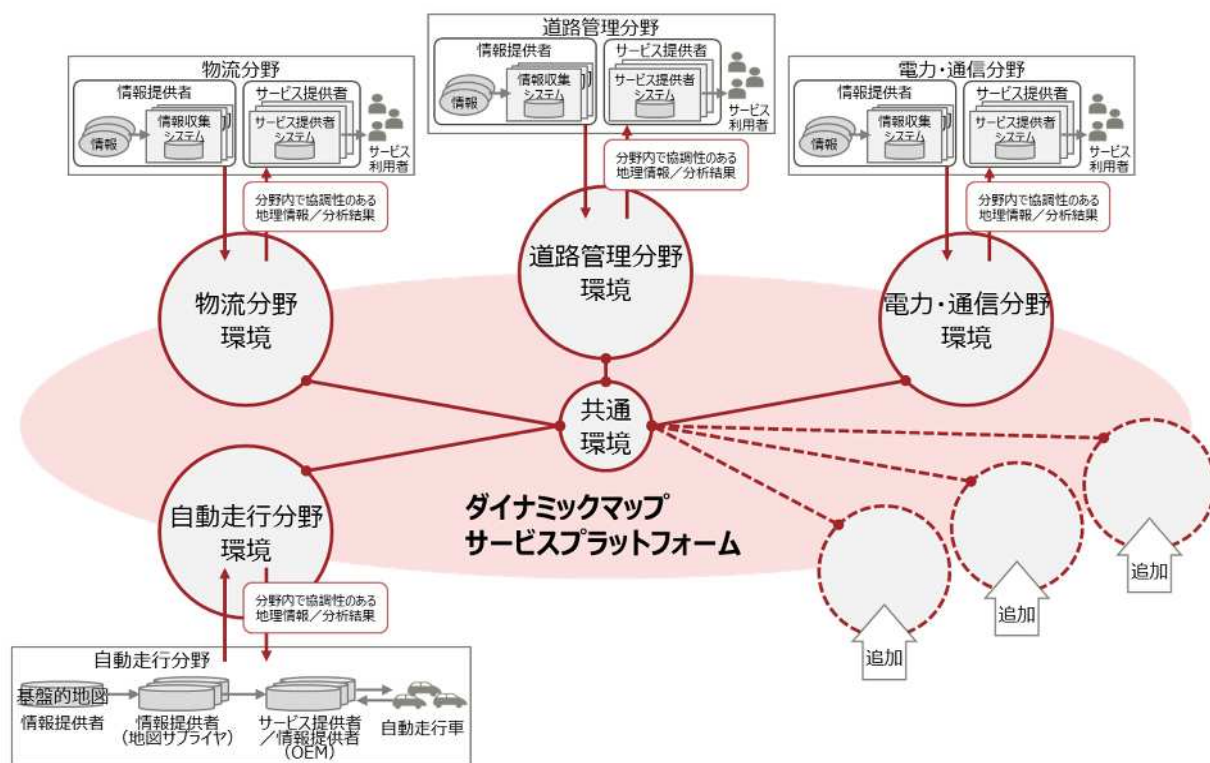 道路管理分野
情報提供者
サービス提供者
情報
情報収集
システム
サービス提供者
システム
サービス
利用者
物流分野
情報提供者
サービス提供者
情報
情報収集
システム
サービス提供者
システム
サービス
利用者
電力・通信分野
情報提供者
サービス提供者
情報
情報収集
システム
サービス提供者
システム
サービス
利用者
分野内で協調性のある
地理情報／分析結果
分野内で協調性のある
地理情報／分析結果
分野内で協調性のある
地理情報／分析結果
物流分野
環境
道路管理分野
環境
電力・通信分野
環境
共通
環境
自動走行分野
環境
ダイナミックマップ
サービスプラットフォーム
追加
追加
追加
分野内で協調性のある
地理情報／分析結果
自動走行分野
基盤的地図
情報提供者
情報提供者
（地図サプライヤ）
サービス提供者
／情報提供者
（OEM）
自動走行車